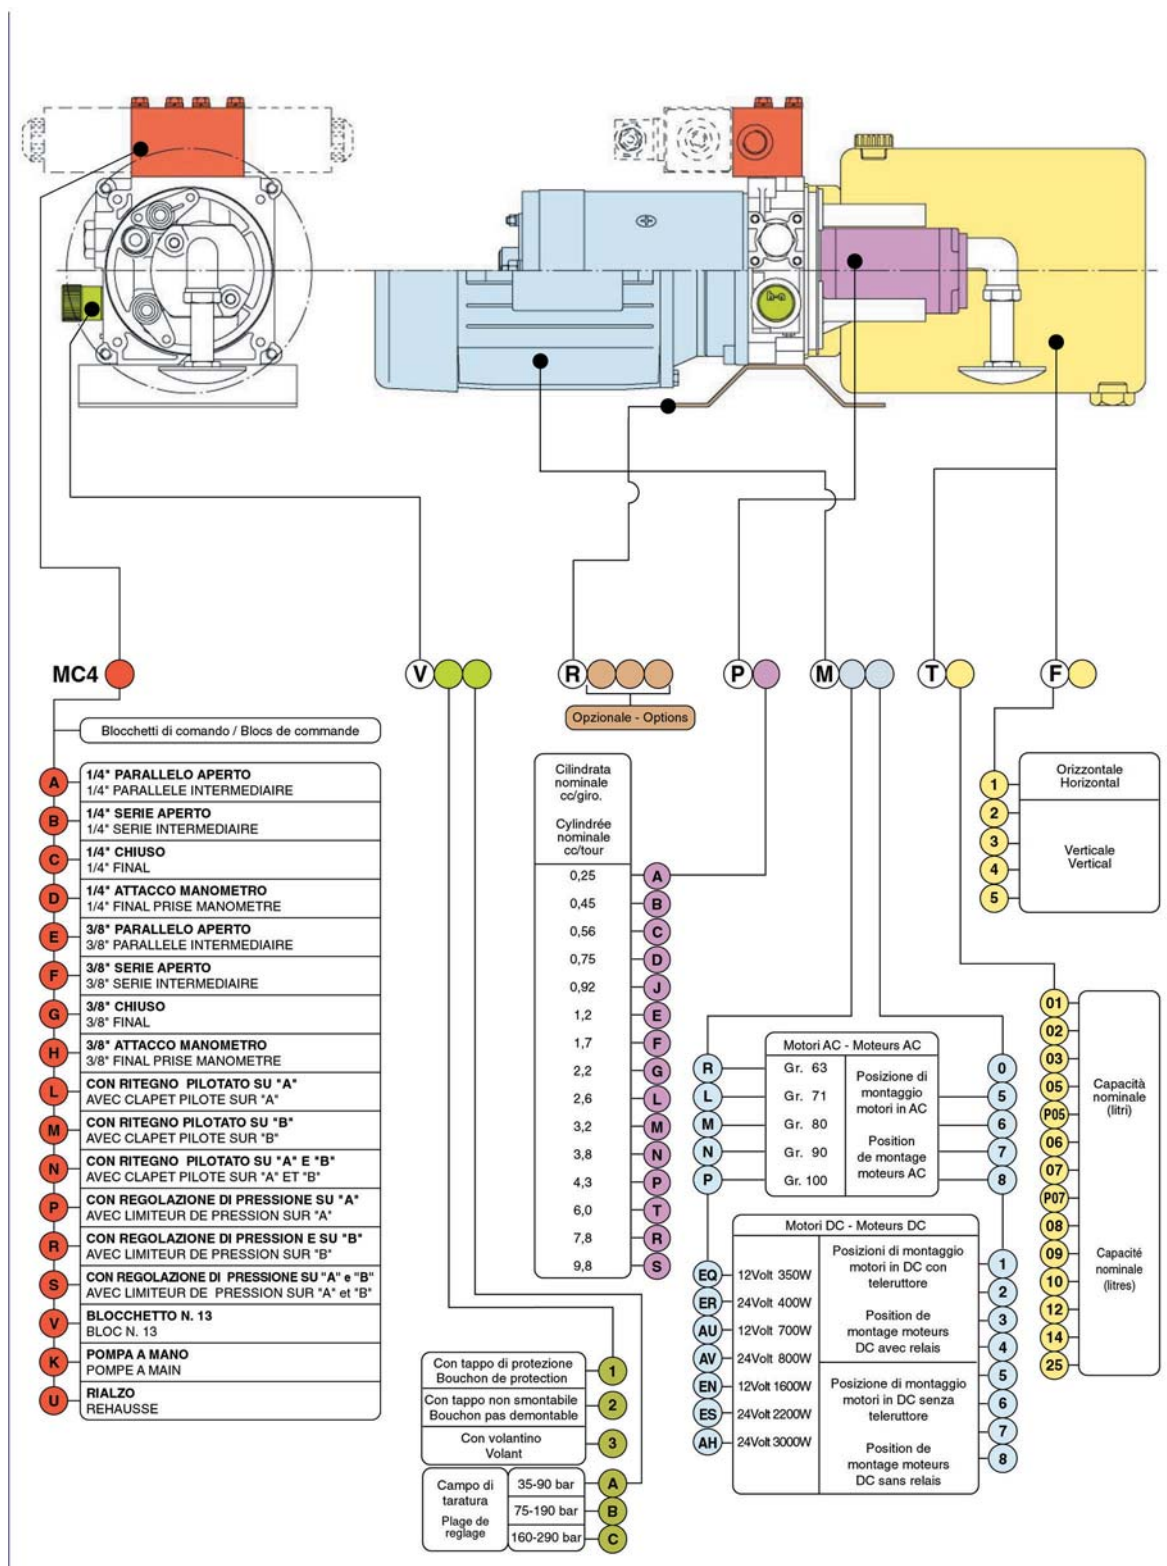 MC4
V
R
P
M
T
F
Opzionale - Options
Blocchetti di comando / Blocs de commande
A
1/4" PARALLELO APERTO
1/4" PARALLELE INTERMEDIAIRE
B
1/4" SERIE APERTO
1/4" SERIE INTERMEDIAIRE
C
1/4" CHIUSO
1/4" FINAL
D
1/4" ATTACCO MANOMETRO
1/4" FINAL PRISE MANOMETRE
E
3/8" PARALLELO APERTO
3/8" PARALLELE INTERMEDIAIRE
F
3/8" SERIE APERTO
3/8" SERIE INTERMEDIAIRE
G
3/8" CHIUSO
3/8" FINAL
H
3/8" ATTACCO MANOMETRO
3/8" FINAL PRISE MANOMETRE
L
CON RITEGNO PILOTATO SU "A"
AVEC CLAPET PILOTE SUR "A"
M
CON RITEGNO PILOTATO SU "B"
AVEC CLAPET PILOTE SUR "B"
N
CON RITEGNO PILOTATO SU "A" E "B"
AVEC CLAPET PILOTE SUR "A" ET "B"
P
CON REGOLAZIONE DI PRESSIONE SU "A"
AVEC LIMITEUR DE PRESSION SUR "A"
R
CON REGOLAZIONE DI PRESSION E SU "B"
AVEC LIMITEUR DE PRESSION SUR "B"
S
CON REGOLAZIONE DI PRESSIONE SU "A" e "B"
AVEC LIMITEUR DE PRESSION SUR "A" et "B"
V
BLOCCHETTO N. 13
BLOC N. 13
K
POMPA A MANO
POMPE A MAIN
U
RIALZO
REHAUSSE
Con tappo di protezione
Bouchon de protection
1
Con tappo non smontabile
Bouchon pas demontable
2
Con volantino
Volant
3
Campo di
taratura
Plage de
reglage
35-90 bar
A
75-190 bar
B
160-290 bar
C
Cilindrata
nominale
cc/giro.
Cylindrée
nominale
cc/tour
0,25
A
0,45
B
0,56
C
0,75
D
0,92
J
1,2
E
1,7
F
2,2
G
2,6
L
3,2
M
3,8
N
4,3
P
6,0
T
7,8
R
9,8
S
Motori AC - Moteurs AC
R
Gr. 63
L
Gr. 71
M
Gr. 80
N
Gr. 90
P
Gr. 100
Posizione di
montaggio
motori in AC
Position
de montage
moteurs AC
0
5
6
7
8
Motori DC - Moteurs DC
EQ
12Volt 350W
ER
24Volt 400W
AU
12Volt 700W
AV
24Volt 800W
EN
12Volt 1600W
ES
24Volt 2200W
AH
24Volt 3000W
Posizioni di montaggio
motori in DC con
teleruttore
Position de
montage moteurs
DC avec relais
1
2
3
4
Posizione di montaggio
motori in DC senza
teleruttore
Position de
montage moteurs
DC sans relais
5
6
7
8
1
Orizzontale
Horizontal
2
3
4
5
Verticale
Vertical
01
02
03
05
P05
06
07
P07
08
09
10
12
14
25
Capacità
nominale
(litri)
Capacité
nominale
(litres)